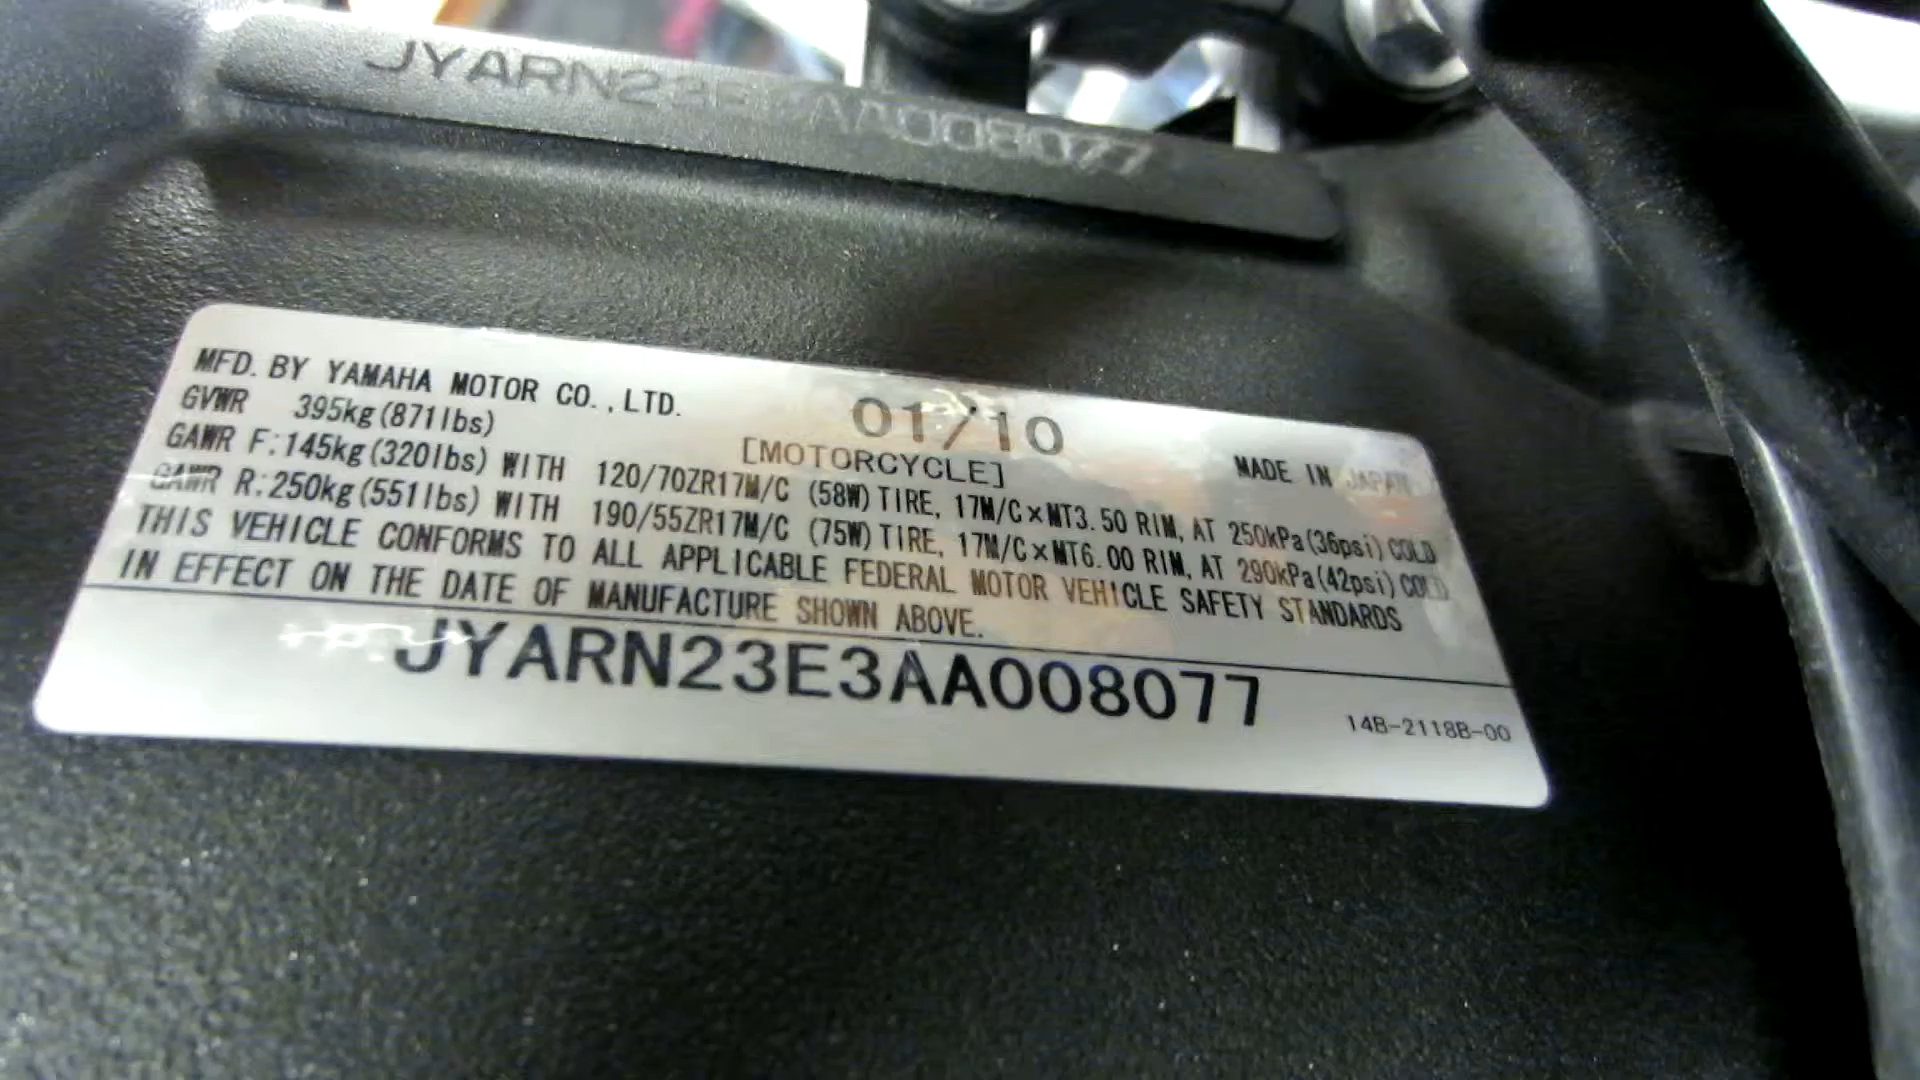 JYARN23E3AA008077
MFD. BY YAMAHA MOTOR CO., LTD. 01/10
GVWR 395kg(871lbs) [MOTORCYCLE] MADE IN JAPAN
GAWR F:145kg(320lbs) WITH 120/70ZR17M/C (58W) TIRE, 17M/C×MT3.50 RIM, AT 250kPa(36psi) COLD
GAWR R:250kg(551lbs) WITH 190/55ZR17M/C (75W) TIRE, 17M/C×MT6.00 RIM, AT 290kPa(42psi) COLD
THIS VEHICLE CONFORMS TO ALL APPLICABLE FEDERAL MOTOR VEHICLE SAFETY STANDARDS
IN EFFECT ON THE DATE OF MANUFACTURE SHOWN ABOVE.
JYARN23E3AA008077
14B-2118B-00